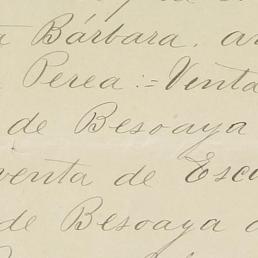 Bárbara. a
Perea := Venta
de Besoaya
venta de Esc
de Besoaya